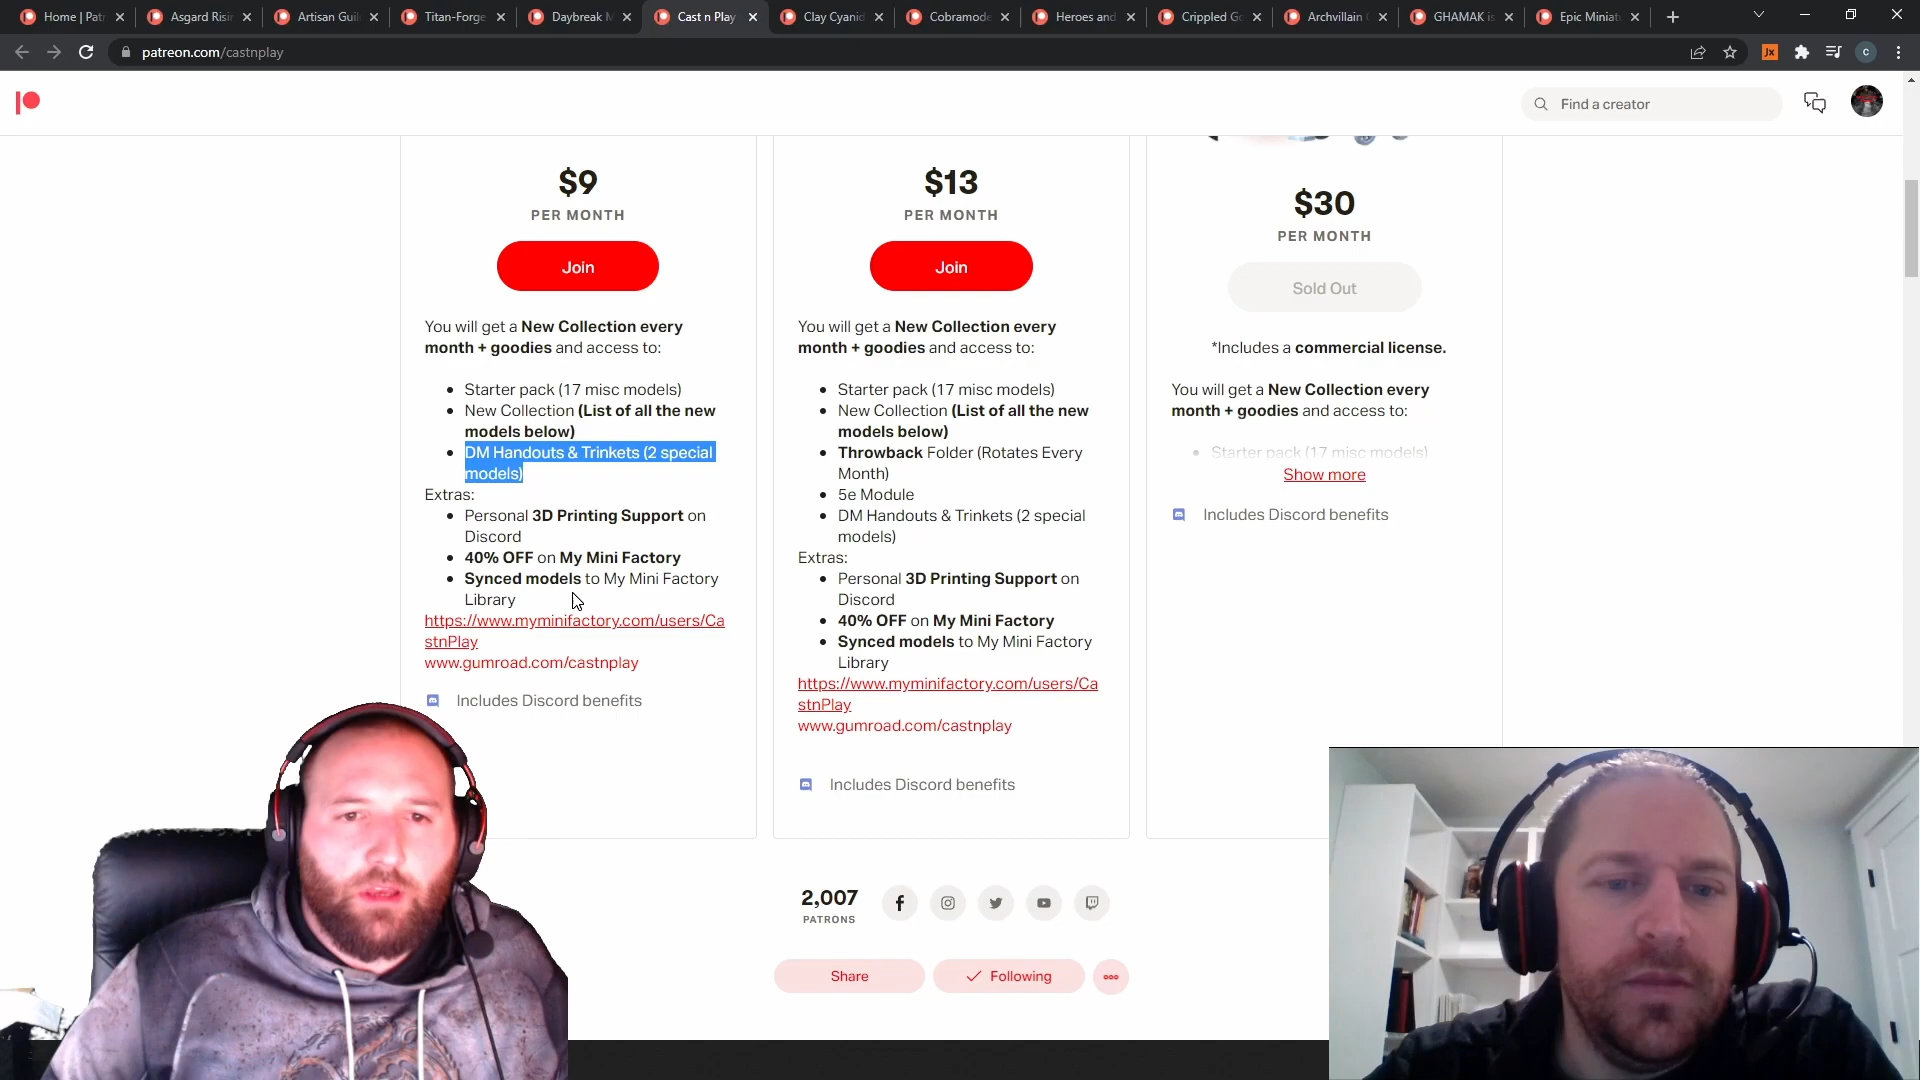 Home | Pat
Asgard Risi
Artisan Guil
Titan-Forge
Daybreak M
Cast n Play
Clay Cyanid
Cobramode
Heroes and
Crippled Go
Archvillain
GHAMAK is
Epic Miniat
patreon.com/castnplay
Jx
C
Find a creator
$9
PER MONTH
Join
You will get a New Collection every
month + goodies and access to:
• Starter pack (17 misc models)
• New Collection (List of all the new
models below)
• DM Handouts & Trinkets (2 special
models)
Extras:
• Personal 3D Printing Support on
Discord
• 40% OFF on My Mini Factory
• Synced models to My Mini Factory
Library
https://www.myminifactory.com/users/Ca
stnPlay
www.gumroad.com/castnplay
Includes Discord benefits
$13
PER MONTH
Join
You will get a New Collection every
month + goodies and access to:
• Starter pack (17 misc models)
• New Collection (List of all the new
models below)
• Throwback Folder (Rotates Every
Month)
• 5e Module
• DM Handouts & Trinkets (2 special
models)
Extras:
• Personal 3D Printing Support on
Discord
• 40% OFF on My Mini Factory
• Synced models to My Mini Factory
Library
https://www.myminifactory.com/users/Ca
stnPlay
www.gumroad.com/castnplay
Includes Discord benefits
$30
PER MONTH
Sold Out
*Includes a commercial license.
You will get a New Collection every
month + goodies and access to:
• Starter pack (17 misc models)
Show more
Includes Discord benefits
2,007
PATRONS
Share
Following